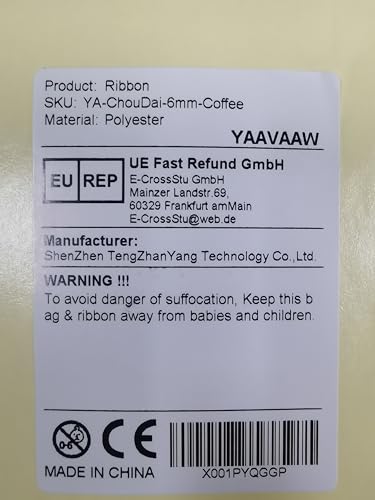 Product: Ribbon
SKU: YA-ChouDai-6mm-Coffee
Material: Polyester
YAAVAAW
EU REP
UE Fast Refund GmbH
E-CrossStu GmbH
Mainzer Landstr.69,
60329 Frankfurt amMain
E-CrossStu@web.de
Manufacturer:
ShenZhen TengZhanYang Technology Co.,Ltd.
WARNING !!!
To avoid danger of suffocation, Keep this b
ag & ribbon away from babies and children.
0-6
CE
MADE IN CHINA
X001PYQGGP